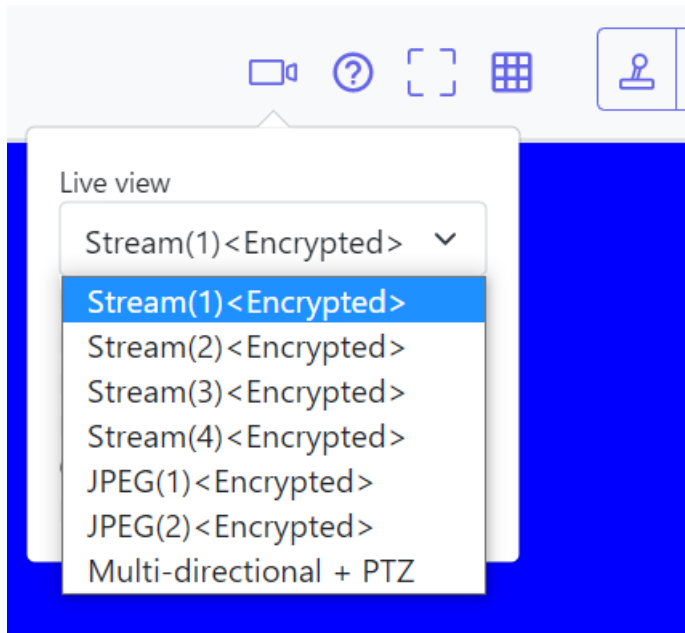 Live view
Stream(1)<Encrypted>
Stream(1)<Encrypted>
Stream(2)<Encrypted>
Stream(3)<Encrypted>
Stream(4)<Encrypted>
JPEG(1)<Encrypted>
JPEG(2)<Encrypted>
Multi-directional + PTZ